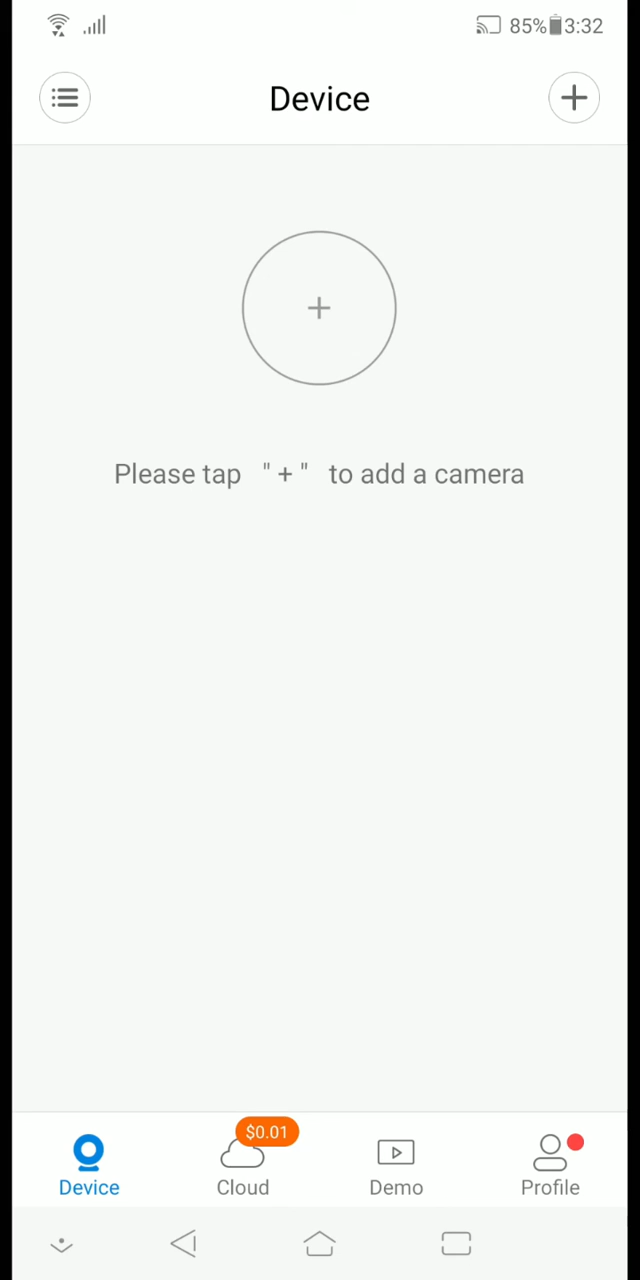 85% 3:32
Device
Please tap "+" to add a camera
$0.01
Device Cloud Demo Profile